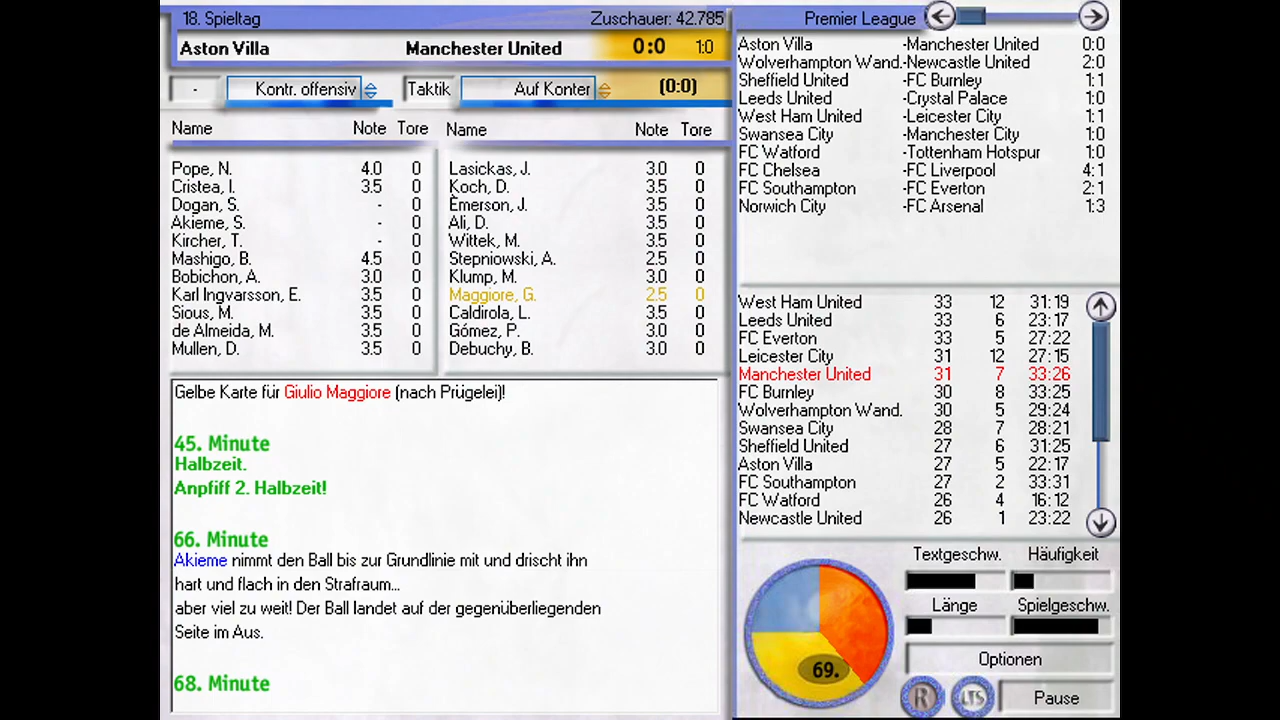 18. Spieltag Zuschauer: 42.785
Aston Villa Manchester United 0:0 1:0
- Kontr. offensiv Taktik Auf Konter (0:0)
Name Note Tore Name Note Tore
Pope, N. 4.0 0 Lasickas, J. 3.0 0
Cristea, I. 3.5 0 Koch, D. 3.5 0
Dogan, S. - 0 Èmerson, J. 3.5 0
Akieme, S. - 0 Ali, D. 3.5 0
Kircher, T. - 0 Wittek, M. 3.5 0
Mashigo, B. 4.5 0 Stepniowski, A. 2.5 0
Bobichon, A. 3.0 0 Klump, M. 3.0 0
Karl Ingvarsson, E. 3.5 0 Maggiore, G. 2.5 0
Sious, M. 3.5 0 Caldirola, L. 3.5 0
de Almeida, M. 3.5 0 Gómez, P. 3.0 0
Mullen, D. 3.5 0 Debuchy, B. 3.0 0
Gelbe Karte für Giulio Maggiore (nach Prügelei)!
45. Minute
Halbzeit.
Anpfiff 2. Halbzeit!
66. Minute
Akieme nimmt den Ball bis zur Grundlinie mit und drischt ihn
hart und flach in den Strafraum...
aber viel zu weit! Der Ball landet auf der gegenüberliegenden
Seite im Aus.
68. Minute
Premier League
Aston Villa -Manchester United 0:0
Wolverhampton Wand.-Newcastle United 2:0
Sheffield United -FC Burnley 1:1
Leeds United -Crystal Palace 1:0
West Ham United -Leicester City 1:1
Swansea City -Manchester City 1:0
FC Watford -Tottenham Hotspur 1:0
FC Chelsea -FC Liverpool 4:1
FC Southampton -FC Everton 2:1
Norwich City -FC Arsenal 1:3
West Ham United 33 12 31:19
Leeds United 33 6 23:17
FC Everton 33 5 27:22
Leicester City 31 12 27:15
Manchester United 31 7 33:26
FC Burnley 30 8 33:25
Wolverhampton Wand. 30 5 29:24
Swansea City 28 7 28:21
Sheffield United 27 6 31:25
Aston Villa 27 5 22:17
FC Southampton 27 2 33:31
FC Watford 26 4 16:12
Newcastle United 26 1 23:22
Textgeschw. Häufigkeit
Länge Spielgeschw.
69.
Optionen
R LTS Pause